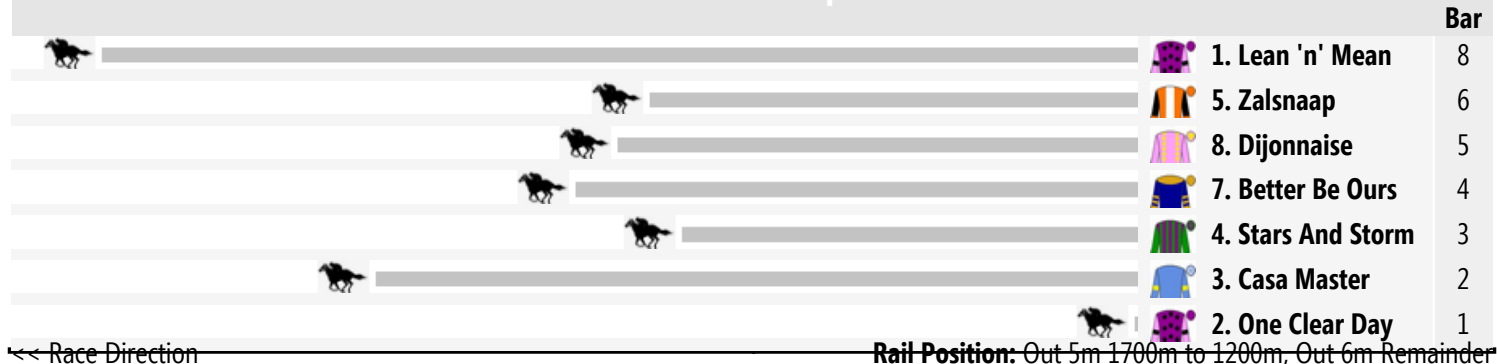 Bar
1. Lean 'n' Mean 8
5. Zalsnaap 6
8. Dijonnaise 5
7. Better Be Ours 4
4. Stars And Storm 3
3. Casa Master 2
2. One Clear Day 1
<< Race Direction Rail Position: Out 5m 1700m to 1200m, Out 6m Remainder